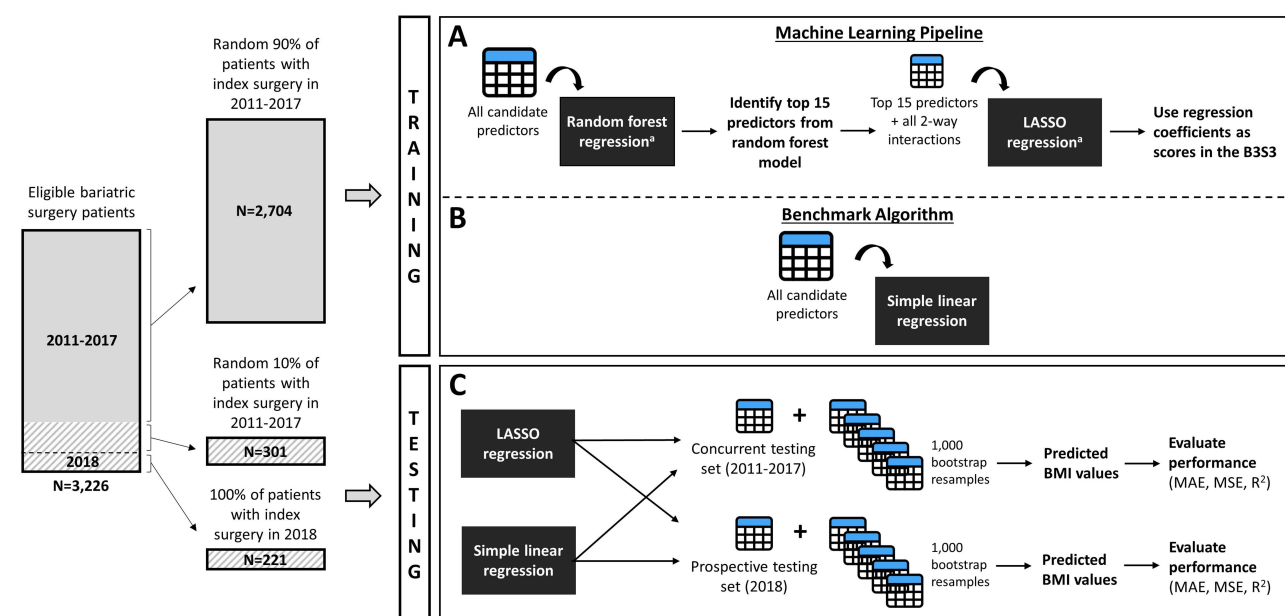 Eligible bariatric
surgery patients
2011-2017
2018
N=3,226
Random 90% of
patients with
index surgery in
2011-2017
N=2,704
Random 10% of
patients with
index surgery in
2011-2017
N=301
100% of patients
with index
surgery in 2018
N=221
T
R
A
I
N
I
N
G
A
Machine Learning Pipeline
All candidate
predictors
Random forest
regressionᵃ
Identify top 15
predictors from
random forest
model
Top 15 predictors
+ all 2-way
interactions
LASSO
regressionᵃ
Use regression
coefficients as
scores in the B3S3
B
Benchmark Algorithm
All candidate
predictors
Simple linear
regression
T
E
S
T
I
N
G
C
LASSO
regression
Simple linear
regression
+
Concurrent testing
set (2011-2017)
1,000
bootstrap
resamples
Predicted
BMI values
Evaluate
performance
(MAE, MSE, R²)
+
Prospective testing
set (2018)
1,000
bootstrap
resamples
Predicted
BMI values
Evaluate
performance
(MAE, MSE, R²)